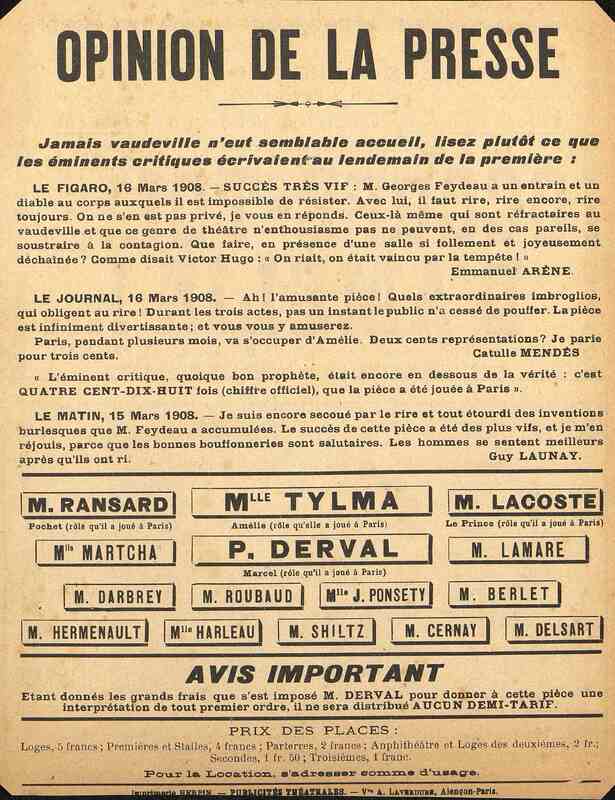 OPINION DE LA PRESSE
Jamais vaudeville n'eut semblable accueil, lisez plutôt ce que
les éminents critiques écrivaient au lendemain de la première :
LE FIGARO, 16 Mars 1908. — SUCCÈS TRÈS VIF : M. Georges Feydeau a un entrain et un
diable au corps auxquels il est impossible de résister. Avec lui, il faut rire, rire encore, rire
toujours. On ne s'en est pas privé, je vous en réponds. Ceux-là même qui sont réfractaires au
vaudeville et que ce genre de théâtre n'enthousiasme pas ne peuvent, en des cas pareils, se
soustraire à la contagion. Que faire, en présence d'une salle si follement et joyeusement
déchaînée ? Comme disait Victor Hugo : « On riait, on était vaincu par la tempête ! »
Emmanuel ARÈNE.
LE JOURNAL, 16 Mars 1908. — Ah ! l'amusante pièce ! Quels extraordinaires imbroglios,
qui obligent au rire ! Durant les trois actes, pas un instant le public n'a cessé de pouffer. La pièce
est infiniment divertissante ; et vous vous y amuserez.
Paris, pendant plusieurs mois, va s'occuper d'Amélie. Deux cents représentations ? Je parie
pour trois cents. Catulle MENDÈS
« L'éminent critique, quoique bon prophète, était encore en dessous de la vérité : c'est
QUATRE CENT-DIX-HUIT fois (chiffre officiel), que la pièce a été jouée à Paris ».
LE MATIN, 15 Mars 1908. — Je suis encore secoué par le rire et tout étourdi des inventions
burlesques que M. Feydeau a accumulées. Le succès de cette pièce a été des plus vifs, et je m'en
réjouis, parce que les bonnes bouffonneries sont salutaires. Les hommes se sentent meilleurs
après qu'ils ont ri. Guy LAUNAY.
M. RANSARD MLLE TYLMA M. LACOSTE
Pochet (rôle qu'il a joué à Paris) Amélie (rôle qu'elle a joué à Paris) Le Prince (rôle qu'il a joué à Paris)
Mlle MARTCHA P. DERVAL M. LAMARE
Marcel (rôle qu'il a joué à Paris)
M. DARBREY M. ROUBAUD Mlle J. PONSETY M. BERLET
M. HERMENAULT Mlle HARLEAU M. SHILTZ M. CERNAY M. DELSART
AVIS IMPORTANT
Etant donnés les grands frais que s'est imposé M. DERVAL pour donner à cette pièce une
interprétation de tout premier ordre, il ne sera distribué AUCUN DEMI-TARIF.
PRIX DES PLACES :
Loges, 5 francs ; Premières et Stalles, 4 francs ; Parterres, 2 francs ; Amphithéâtre et Loges des deuxièmes, 2 fr.;
Secondes, 1 fr. 50 ; Troisièmes, 1 franc.
Pour la Location, s'adresser comme d'usage.
Imprimerie HERPIN. — PUBLICITÉS THÉATRALES. — Vve A. LAVERDURE, Alençon-Paris.